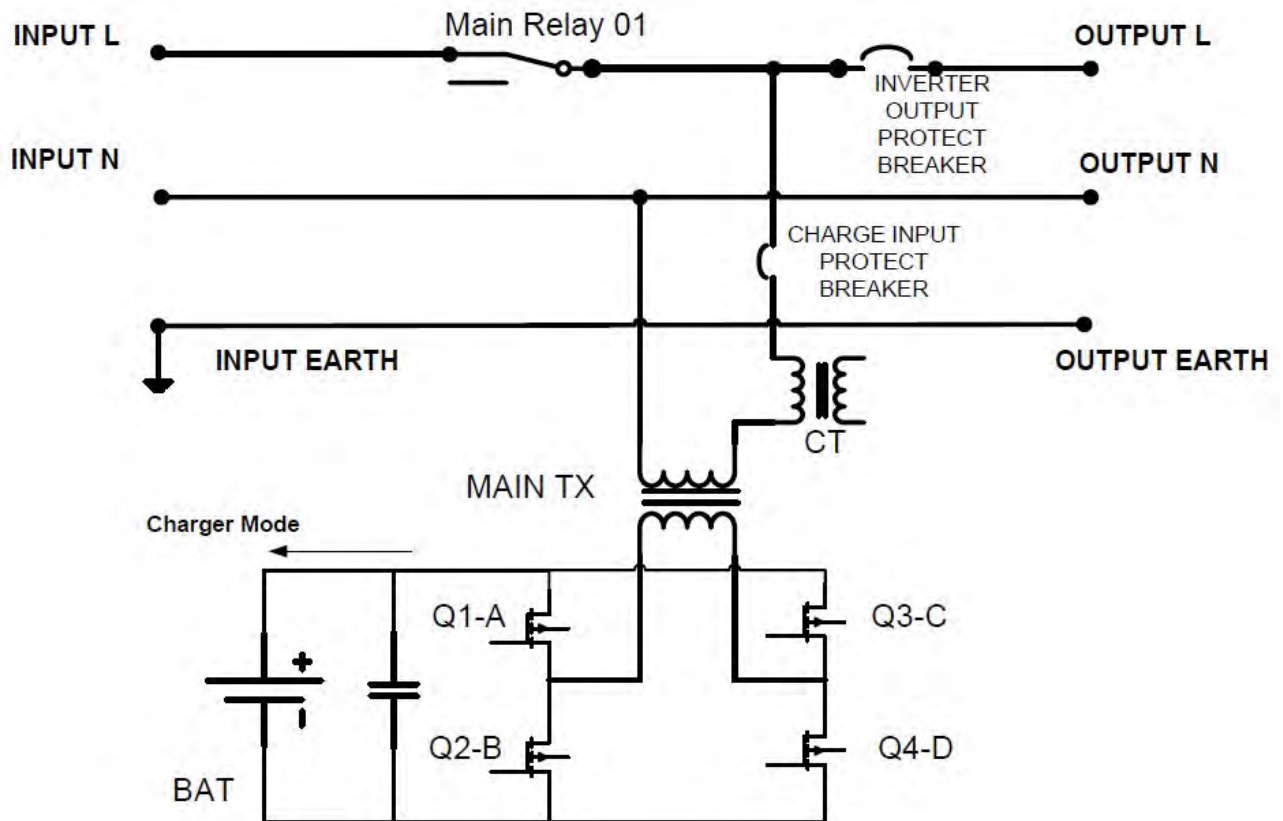 INPUT L
Main Relay 01
OUTPUT L
INVERTER
OUTPUT
PROTECT
BREAKER
INPUT N
OUTPUT N
CHARGE INPUT
PROTECT
BREAKER
INPUT EARTH
OUTPUT EARTH
CT
MAIN TX
Charger Mode
Q1-A
Q3-C
Q2-B
Q4-D
BAT